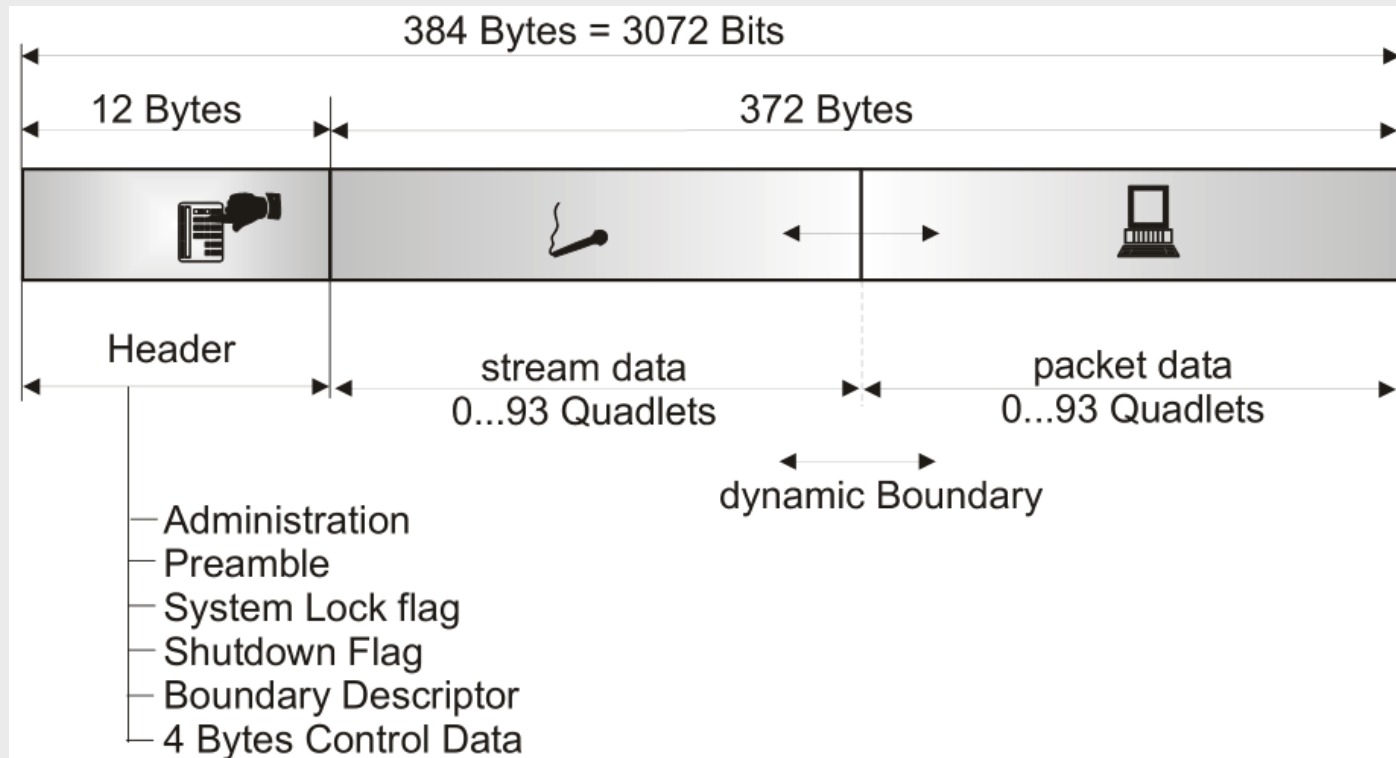 384 Bytes = 3072 Bits
12 Bytes
372 Bytes
Header
stream data
0...93 Quadlets
packet data
0...93 Quadlets
dynamic Boundary
Administration
Preamble
System Lock flag
Shutdown Flag
Boundary Descriptor
4 Bytes Control Data